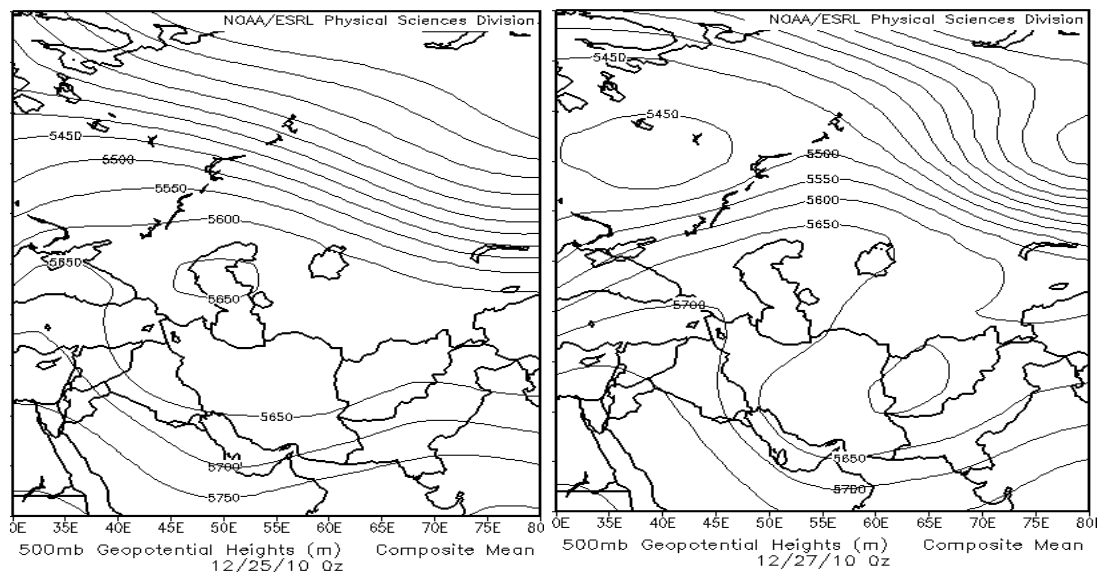 NOAA/ESRL Physical Sciences Division
5450
5500
5550
5600
5650
5650
5650
5700
5750
0E 35E 40E 45E 50E 55E 60E 65E 70E 75E 80
500mb Geopotential Heights (m) Composite Mean
12/25/10 0z
NOAA/ESRL Physical Sciences Division
5450
5450
5500
5550
5600
5650
5700
5650
5700
0E 35E 40E 45E 50E 55E 60E 65E 70E 75E 80E
500mb Geopotential Heights (m) Composite Mean
12/27/10 0z